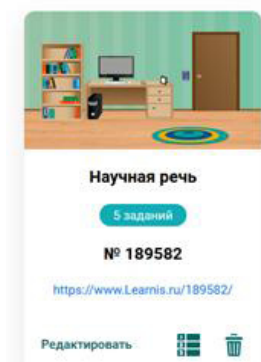 Научная речь
5 заданий
№ 189582
https://www.Learnis.ru/189582/
Редактировать